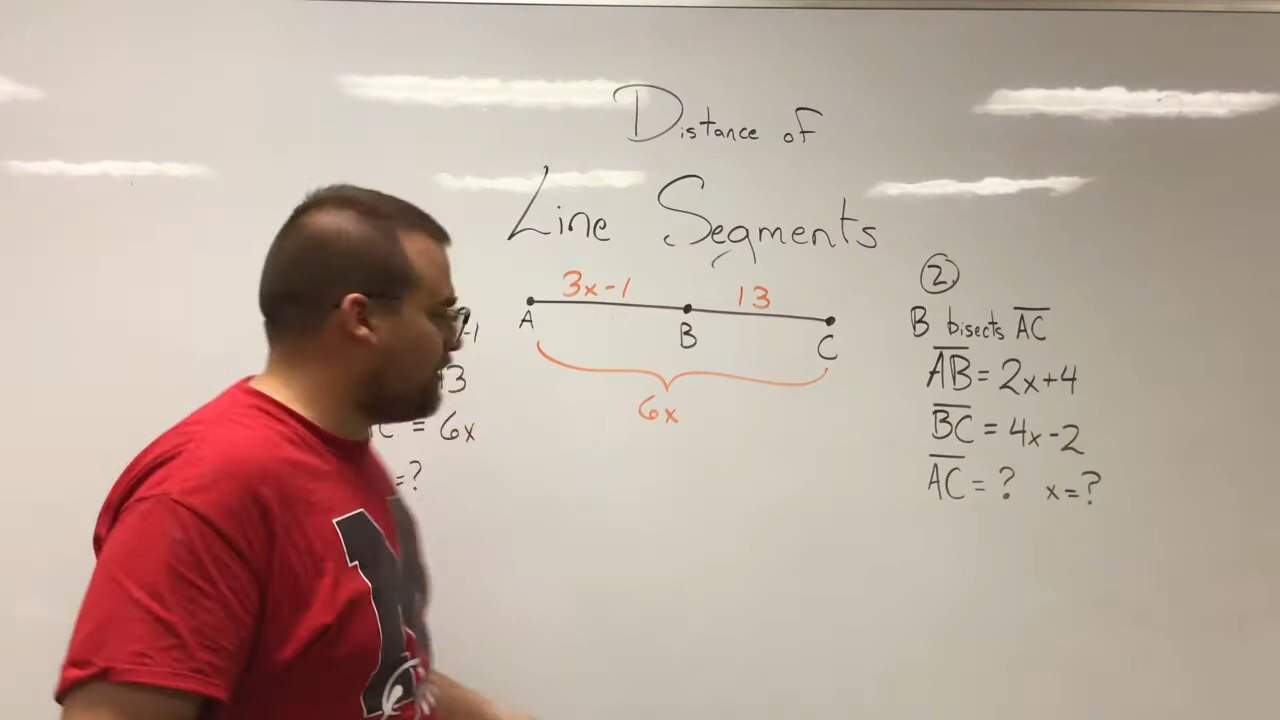 Distance of
Line Segments
3x-1
13
A
B
C
6x
-1
3
= 6x
=?
2
B bisects AC
AB = 2x+4
BC = 4x-2
AC = ? x=?
N